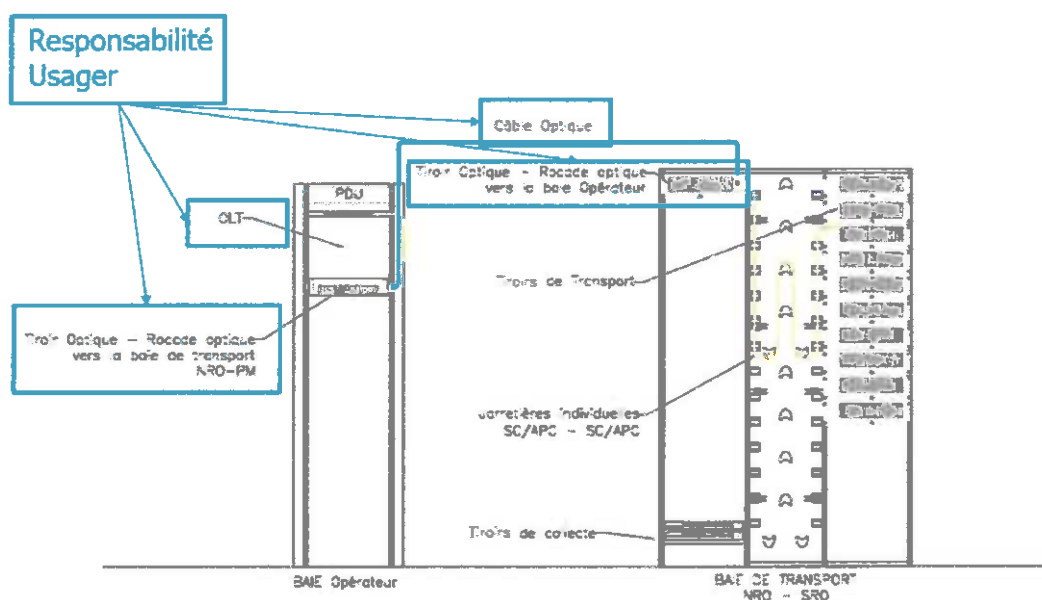 Responsabilité
Usager
Câble Optique
Tiroir Optique – Rocade optique
vers la baie Opérateur
PDU
OLT
Tiroirs de Transport
Tiroir Optique – Rocade optique
vers la baie de transport
NRO-PM
Jarretières individuelles
SC/APC – SC/APC
Tiroirs de collecte
BAIE Opérateur
BAIE DE TRANSPORT
NRO - SRO